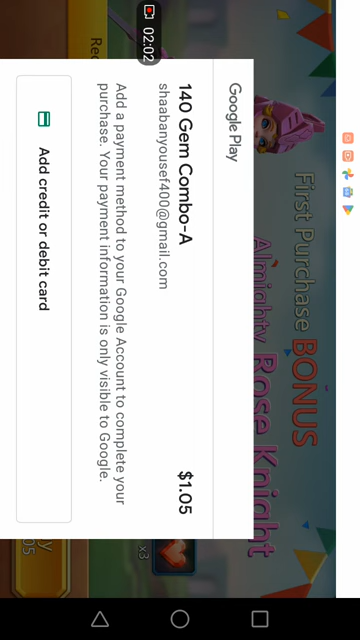 02:02
First Purchase BONUS
Almighty Rose Knight
Google Play
140 Gem Combo-A
$1.05
shaabanyousef400@gmail.com
Add a payment method to your Google Account to complete your
purchase. Your payment information is only visible to Google.
Add credit or debit card
x3